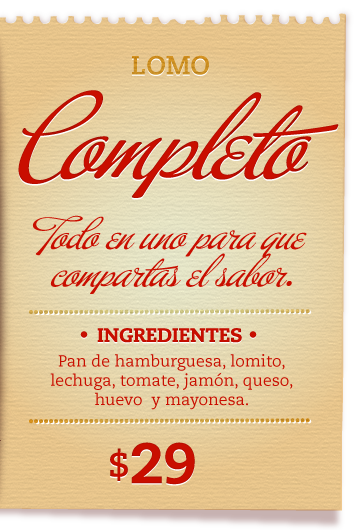 LOMO
Completo
Todo en uno para que
compartas el sabor.
• INGREDIENTES •
Pan de hamburguesa, lomito,
lechuga, tomate, jamón, queso,
huevo y mayonesa.
$29